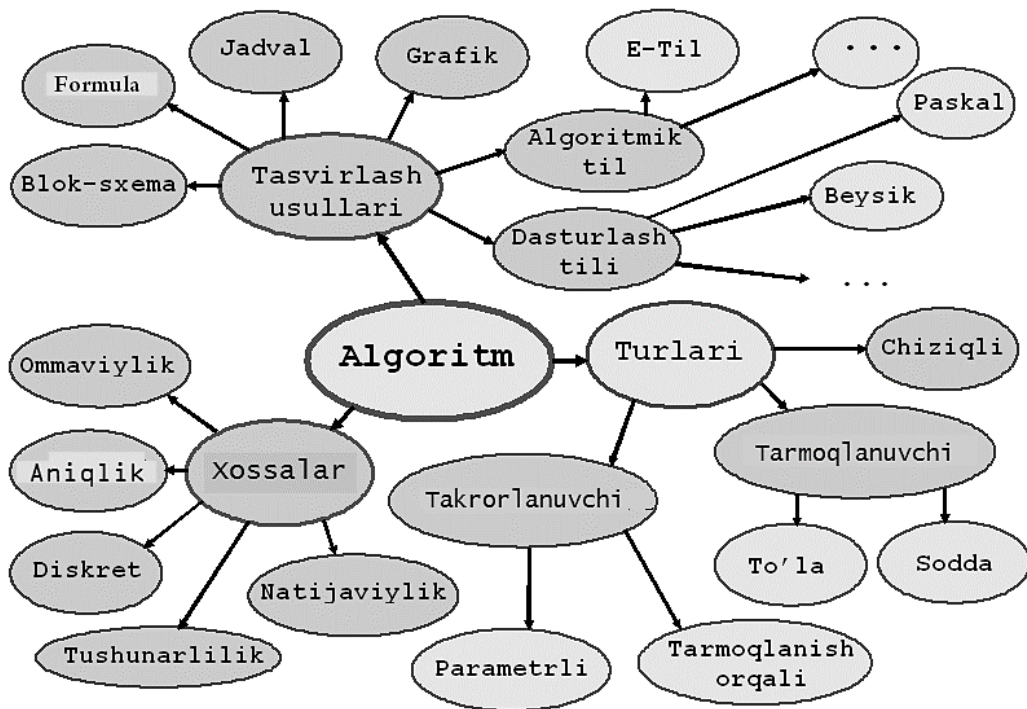 Jadval
Grafik
E-Til
...
Formula
Paskal
Algoritmik
til
Blok-sxema
Tasvirlash
usullari
Beysik
Dasturlash
tili
...
Algoritm
Turlari
Chiziqli
Ommaviylik
Tarmoqlanuvchi
Aniqlik
Xossalar
Takrorlanuvchi
Diskret
Natijaviylik
To'la
Sodda
Tushunarlilik
Parametrli
Tarmoqlanish
orqali